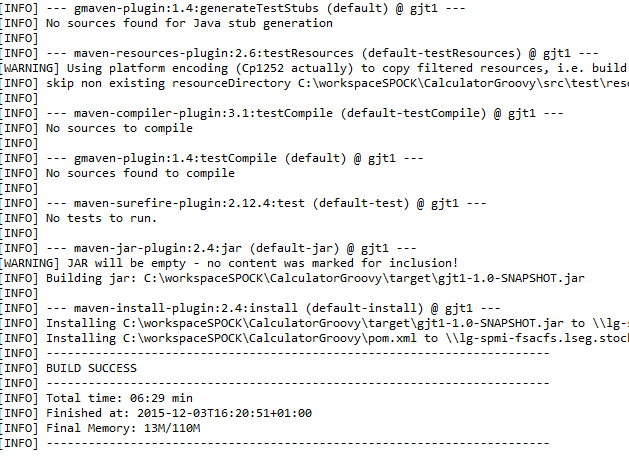 [INFO] --- gmaven-plugin:1.4:generateTestStubs (default) @ gjt1 ---
[INFO] No sources found for Java stub generation
[INFO]
[INFO] --- maven-resources-plugin:2.6:testResources (default-testResources) @ gjt1 ---
[WARNING] Using platform encoding (Cp1252 actually) to copy filtered resources, i.e. build
[INFO] skip non existing resourceDirectory C:\workspaceSPOCK\CalculatorGroovy\src\test\reso
[INFO]
[INFO] --- maven-compiler-plugin:3.1:testCompile (default-testCompile) @ gjt1 ---
[INFO] No sources to compile
[INFO]
[INFO] --- gmaven-plugin:1.4:testCompile (default) @ gjt1 ---
[INFO] No sources found to compile
[INFO]
[INFO] --- maven-surefire-plugin:2.12.4:test (default-test) @ gjt1 ---
[INFO] No tests to run.
[INFO]
[INFO] --- maven-jar-plugin:2.4:jar (default-jar) @ gjt1 ---
[WARNING] JAR will be empty - no content was marked for inclusion!
[INFO] Building jar: C:\workspaceSPOCK\CalculatorGroovy\target\gjt1-1.0-SNAPSHOT.jar
[INFO]
[INFO] --- maven-install-plugin:2.4:install (default-install) @ gjt1 ---
[INFO] Installing C:\workspaceSPOCK\CalculatorGroovy\target\gjt1-1.0-SNAPSHOT.jar to \\lg-s
[INFO] Installing C:\workspaceSPOCK\CalculatorGroovy\pom.xml to \\lg-spmi-fsacfs.lseg.stock
[INFO] ------------------------------------------------------------------------
[INFO] BUILD SUCCESS
[INFO] ------------------------------------------------------------------------
[INFO] Total time: 06:29 min
[INFO] Finished at: 2015-12-03T16:20:51+01:00
[INFO] Final Memory: 13M/110M
[INFO] ------------------------------------------------------------------------